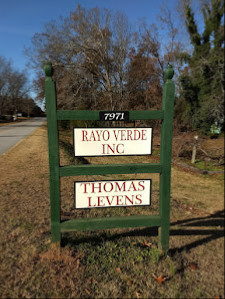 7971
RAYO VERDE
INC
THOMAS
LEVENS